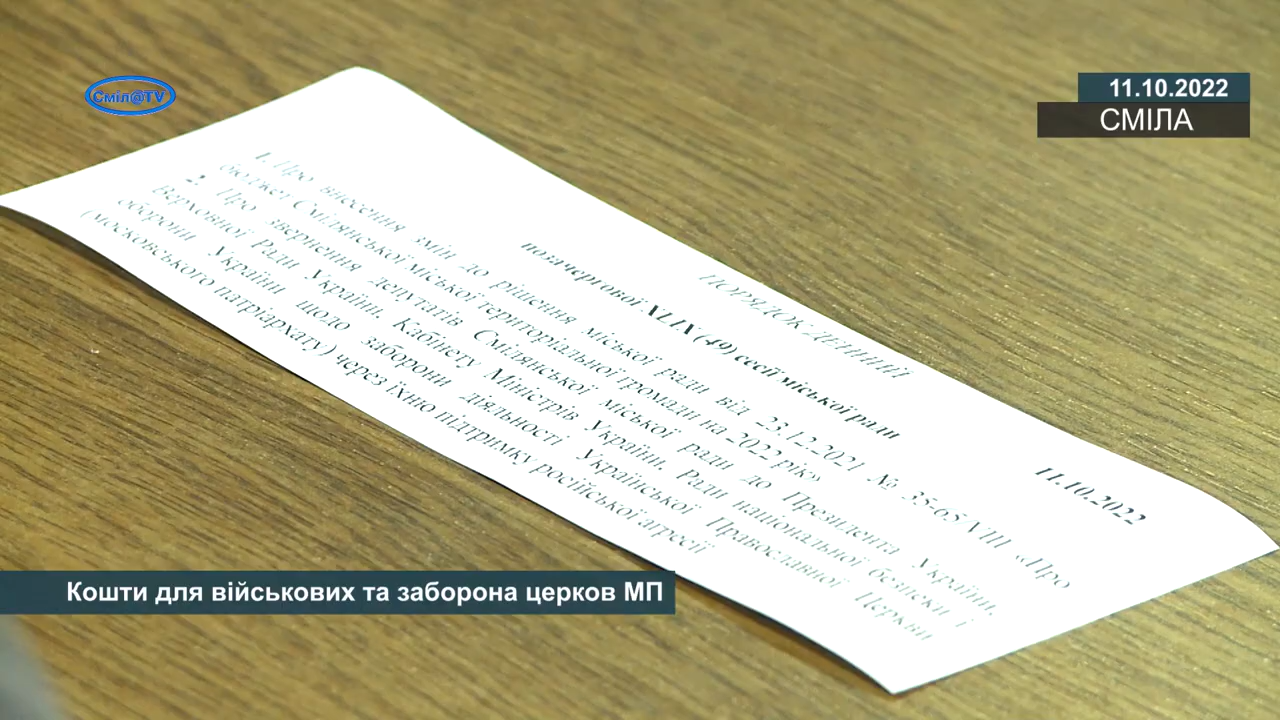 Сміл@TV
11.10.2022
СМІЛА
ПОРЯДОК ДЕННИЙ
позачергової XLIX (49) сесії міської ради
11.10.2022
1. Про внесення змін до рішення міської ради від 23.12.2021 № 35-65/VIII «Про
бюджет Смілянської міської територіальної громади на 2022 рік»
2. Про звернення депутатів Смілянської міської ради до Президента України,
Верховної Ради України, Кабінету Міністрів України, Ради національної безпеки і
оборони України щодо заборони діяльності Української Православної Церкви
(московського патріархату) через їхню підтримку російської агресії
Кошти для військових та заборона церков МП